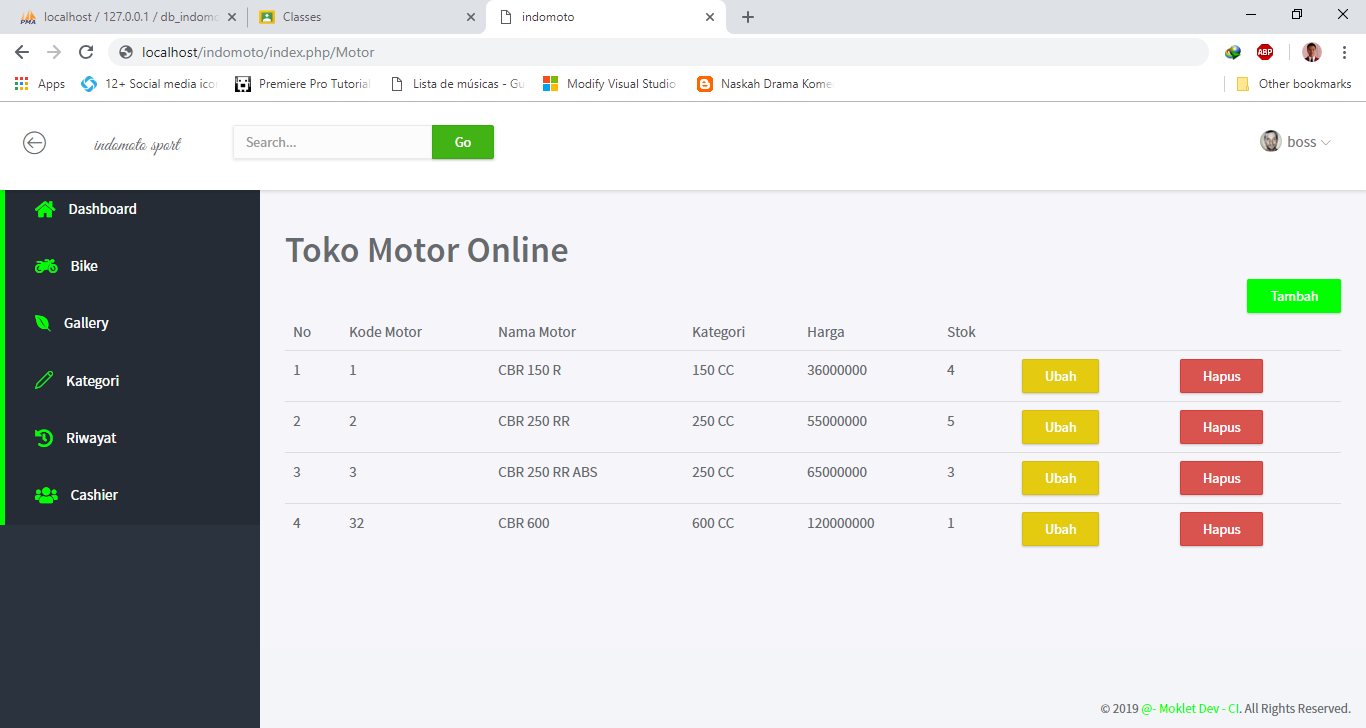 localhost / 127.0.0.1 / db_indom
Classes
indomoto
localhost/indomoto/index.php/Motor
ABP
Apps
12+ Social media icon
Premiere Pro Tutorial
Lista de músicas - Gu
Modify Visual Studio
Naskah Drama Kome
Other bookmarks
indomoto sport
Search...
Go
boss
Dashboard
Bike
Gallery
Kategori
Riwayat
Cashier
Toko Motor Online
Tambah
No Kode Motor Nama Motor Kategori Harga Stok
1 1 CBR 150 R 150 CC 36000000 4 Ubah Hapus
2 2 CBR 250 RR 250 CC 55000000 5 Ubah Hapus
3 3 CBR 250 RR ABS 250 CC 65000000 3 Ubah Hapus
4 32 CBR 600 600 CC 120000000 1 Ubah Hapus
© 2019 @- Moklet Dev - CI. All Rights Reserved.